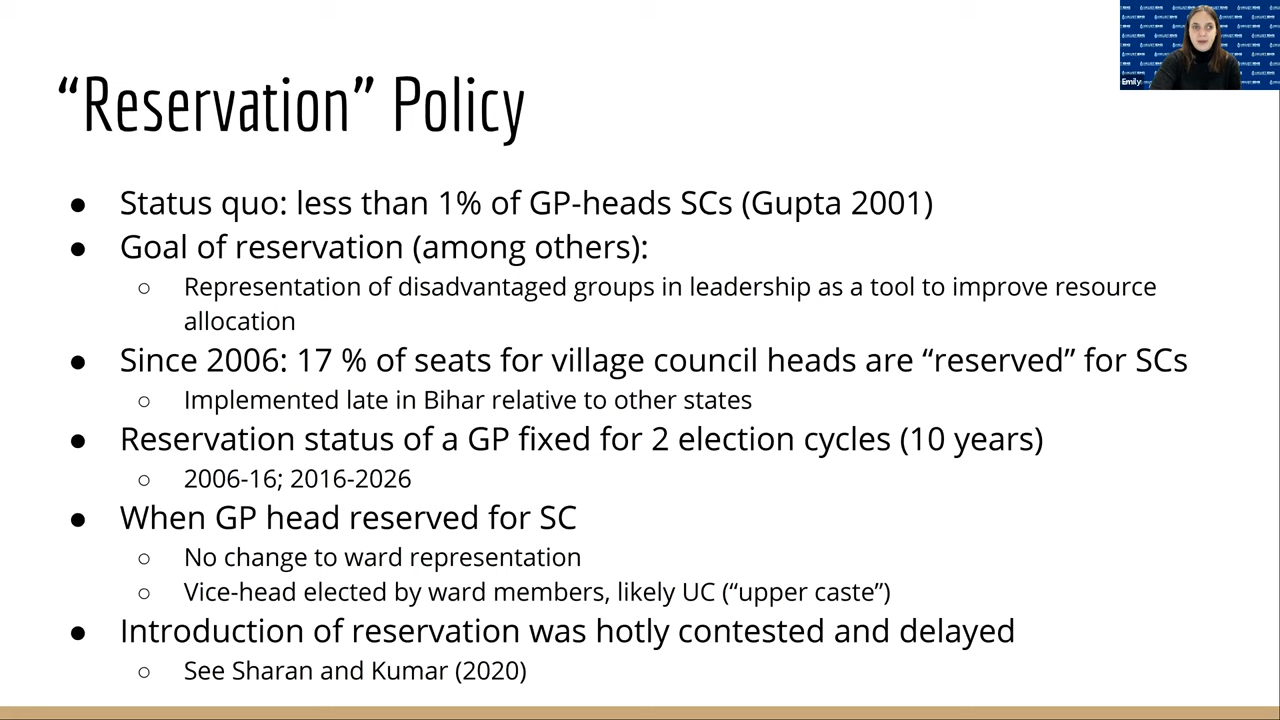 Emily
“Reservation” Policy
● Status quo: less than 1% of GP-heads SCs (Gupta 2001)
● Goal of reservation (among others):
○ Representation of disadvantaged groups in leadership as a tool to improve resource
allocation
● Since 2006: 17 % of seats for village council heads are “reserved” for SCs
○ Implemented late in Bihar relative to other states
● Reservation status of a GP fixed for 2 election cycles (10 years)
○ 2006-16; 2016-2026
● When GP head reserved for SC
○ No change to ward representation
○ Vice-head elected by ward members, likely UC (“upper caste”)
● Introduction of reservation was hotly contested and delayed
○ See Sharan and Kumar (2020)